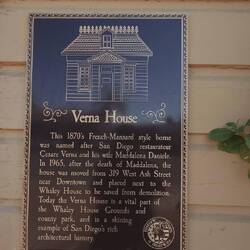 Verna House
This 1870's French-Mansard style home
was named after San Diego restaurateur
Cesare Verna and his wife Maddalena Daniele.
In 1965, after the death of Maddalena, the
house was moved from 319 West Ash Street
near Downtown and placed next to the
Whaley House to be saved from demolition.
Today the Verna House is a vital part of
the Whaley House Grounds and
county park, and is a shining
example of San Diego's rich
architectural history.